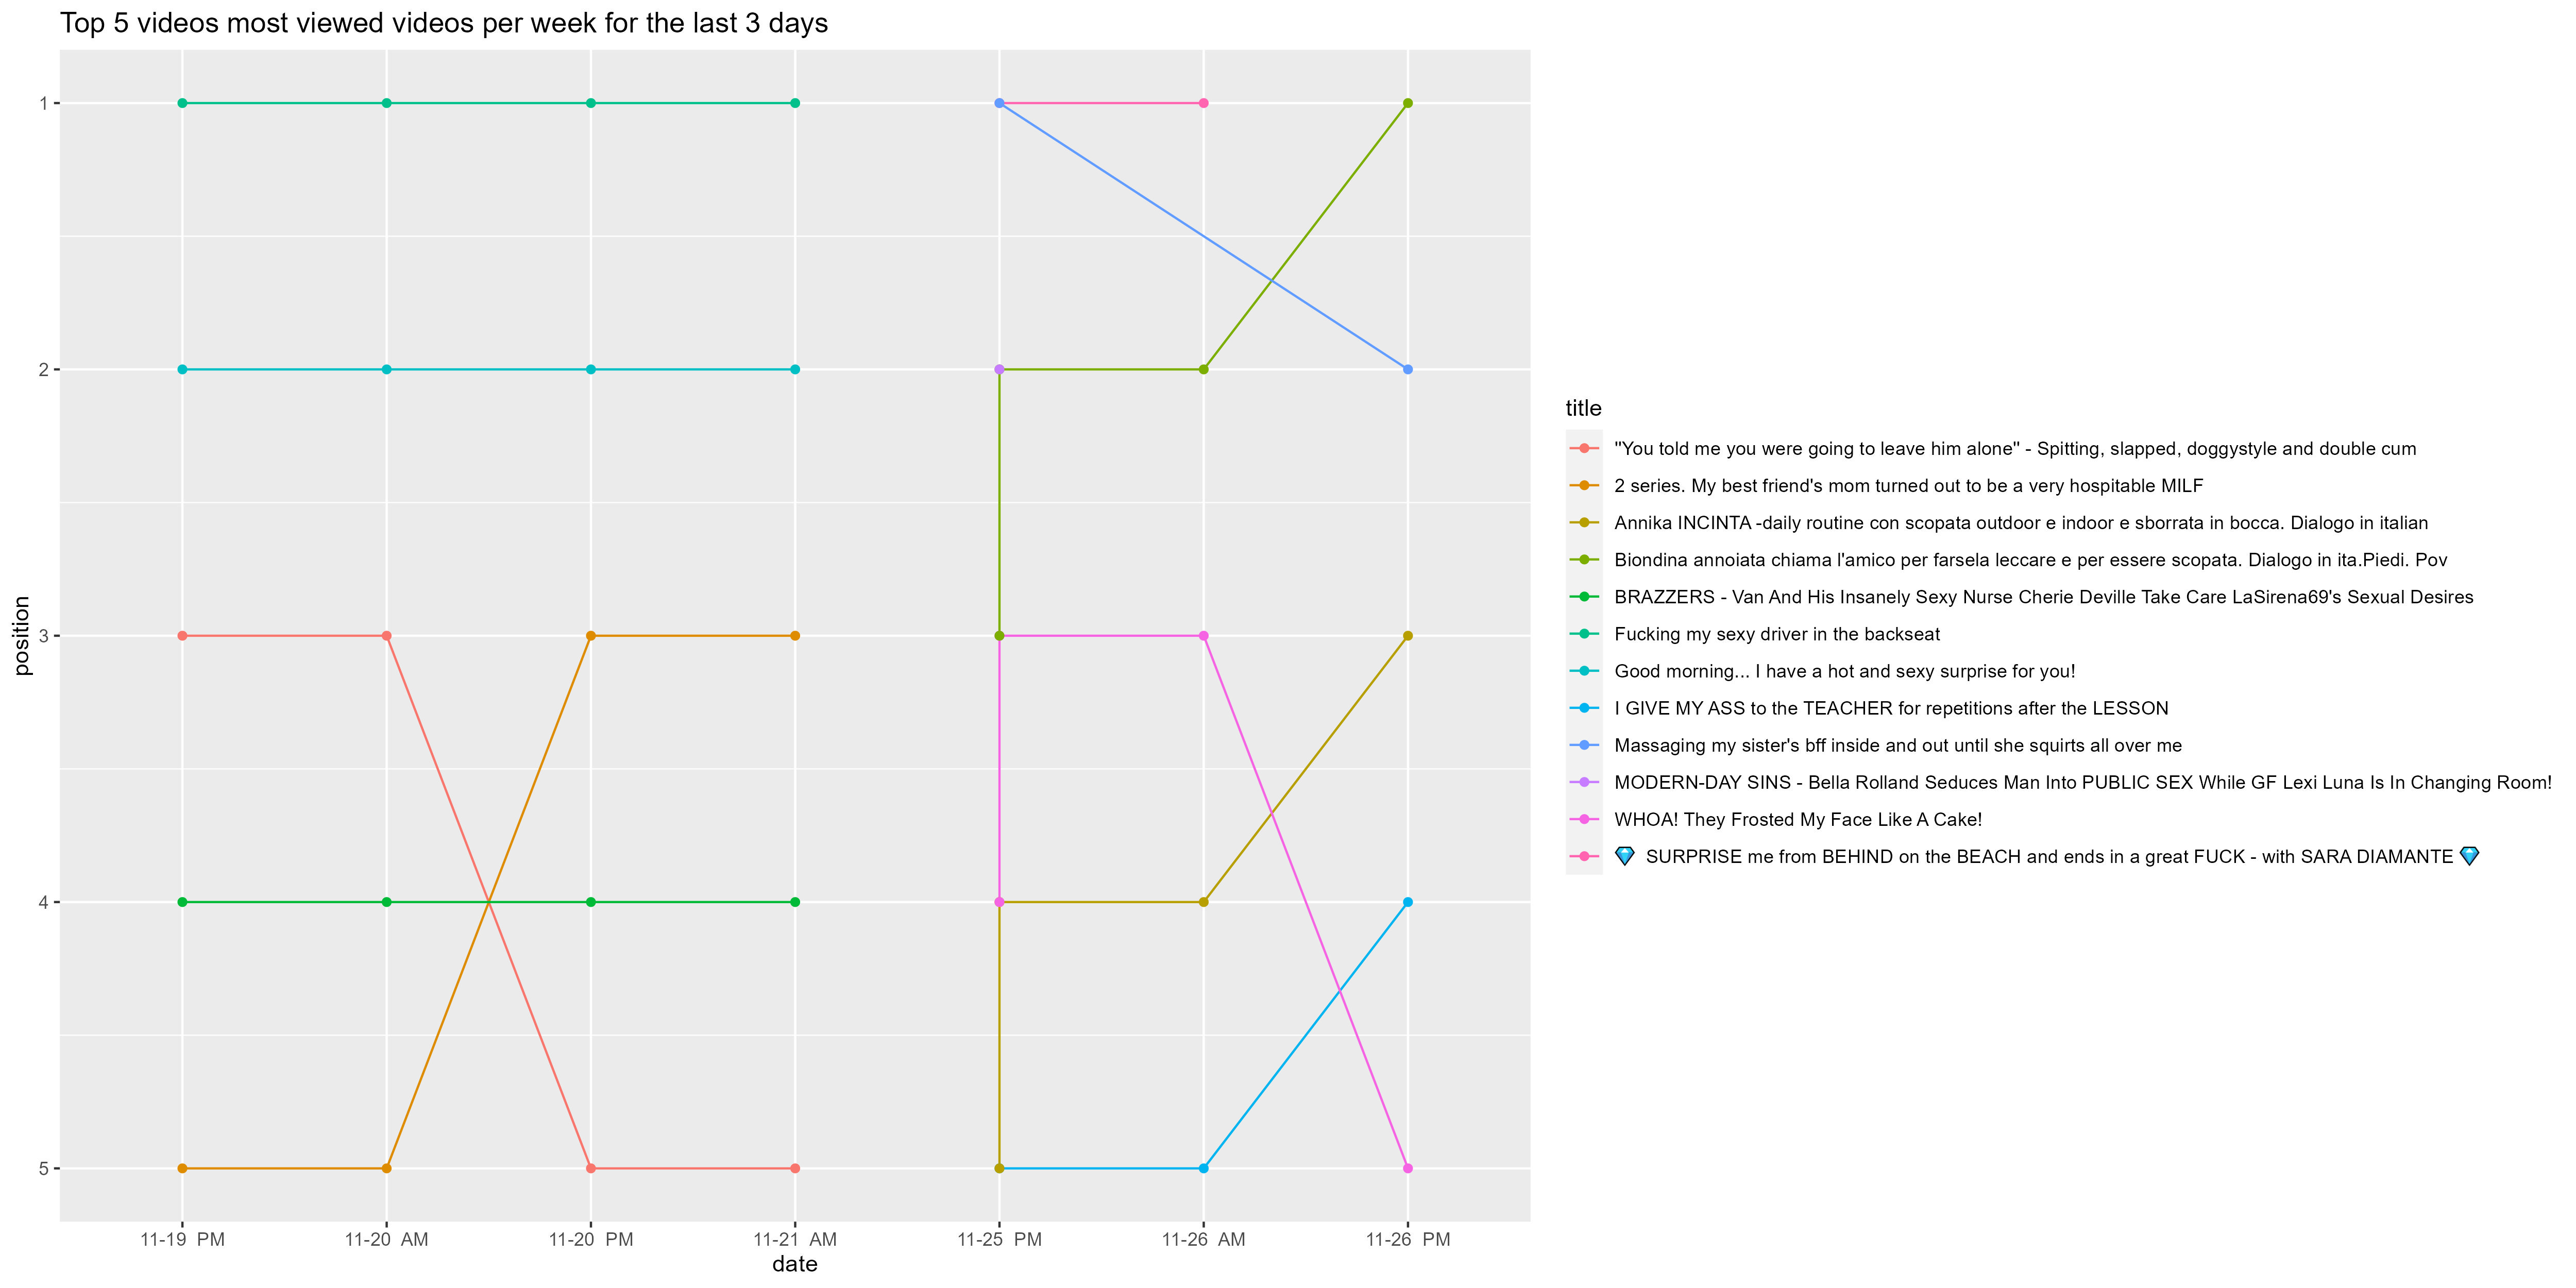 Top 5 videos most viewed videos per week for the last 3 days
position
1
2
3
4
5
11-19 PM
11-20 AM
11-20 PM
11-21 AM
11-25 PM
11-26 AM
11-26 PM
date
title
"You told me you were going to leave him alone" - Spitting, slapped, doggystyle and double cum
2 series. My best friend's mom turned out to be a very hospitable MILF
Annika INCINTA -daily routine con scopata outdoor e indoor e sborrata in bocca. Dialogo in italian
Biondina annoiata chiama l'amico per farsela leccare e per essere scopata. Dialogo in ita.Piedi. Pov
BRAZZERS - Van And His Insanely Sexy Nurse Cherie Deville Take Care LaSirena69's Sexual Desires
Fucking my sexy driver in the backseat
Good morning... I have a hot and sexy surprise for you!
I GIVE MY ASS to the TEACHER for repetitions after the LESSON
Massaging my sister's bff inside and out until she squirts all over me
MODERN-DAY SINS - Bella Rolland Seduces Man Into PUBLIC SEX While GF Lexi Luna Is In Changing Room!
WHOA! They Frosted My Face Like A Cake!
💎 SURPRISE me from BEHIND on the BEACH and ends in a great FUCK - with SARA DIAMANTE 💎